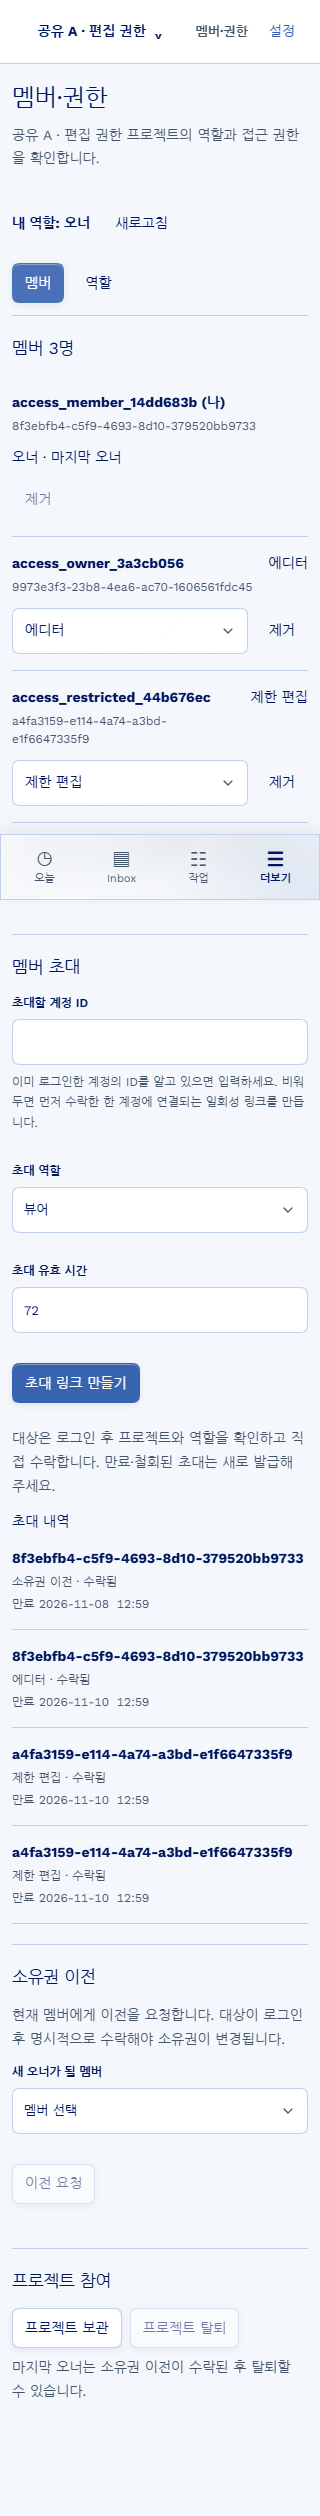 공유 A · 편집 권한 v 멤버·권한 설정
멤버·권한
공유 A · 편집 권한 프로젝트의 역할과 접근 권한
을 확인합니다.
내 역할: 오너 새로고침
멤버 역할
멤버 3명
access_member_14dd683b (나)
8f3ebfb4-c5f9-4693-8d10-379520bb9733
오너 · 마지막 오너
제거
access_owner_3a3cb056 에디터
9973e3f3-23b8-4ea6-ac70-1606561fdc45
에디터 제거
access_restricted_44b676ec 제한 편집
a4fa3159-e114-4a74-a3bd-
e1f6647335f9
제한 편집 제거
오늘 Inbox 작업 더보기
멤버 초대
초대할 계정 ID
이미 로그인한 계정의 ID를 알고 있으면 입력하세요. 비워
두면 먼저 수락한 한 계정에 연결되는 일회성 링크를 만듭
니다.
초대 역할
뷰어
초대 유효 시간
72
초대 링크 만들기
대상은 로그인 후 프로젝트와 역할을 확인하고 직
접 수락합니다. 만료·철회된 초대는 새로 발급해
주세요.
초대 내역
8f3ebfb4-c5f9-4693-8d10-379520bb9733
소유권 이전 · 수락됨
만료 2026-11-08 12:59
8f3ebfb4-c5f9-4693-8d10-379520bb9733
에디터 · 수락됨
만료 2026-11-10 12:59
a4fa3159-e114-4a74-a3bd-e1f6647335f9
제한 편집 · 수락됨
만료 2026-11-10 12:59
a4fa3159-e114-4a74-a3bd-e1f6647335f9
제한 편집 · 수락됨
만료 2026-11-10 12:59
소유권 이전
현재 멤버에게 이전을 요청합니다. 대상이 로그인
후 명시적으로 수락해야 소유권이 변경됩니다.
새 오너가 될 멤버
멤버 선택
이전 요청
프로젝트 참여
프로젝트 보관 프로젝트 탈퇴
마지막 오너는 소유권 이전이 수락된 후 탈퇴할
수 있습니다.